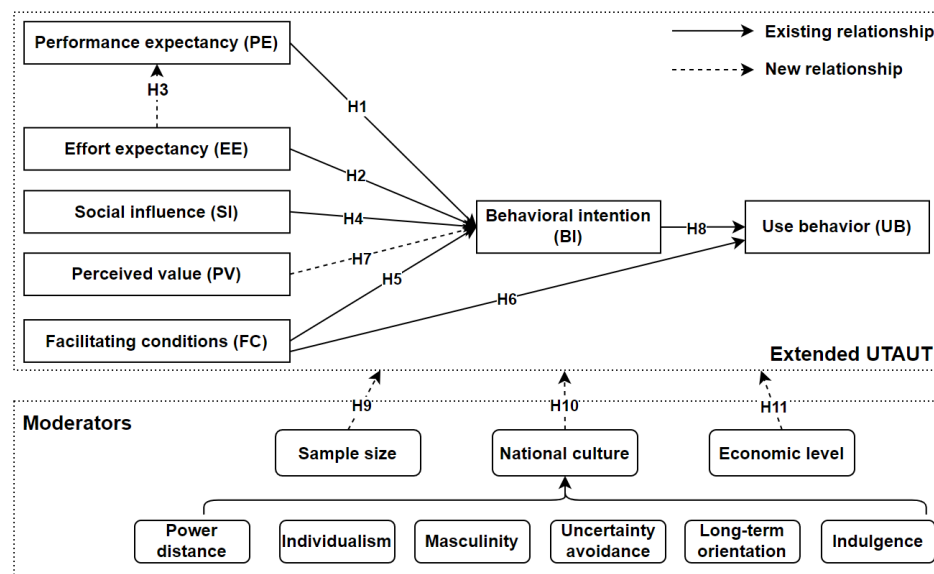 Performance expectancy (PE)
Existing relationship
New relationship
H3
H1
Effort expectancy (EE)
H2
Social influence (SI)
H4
Behavioral intention
(BI)
H8
Use behavior (UB)
Perceived value (PV)
H7
H5
H6
Facilitating conditions (FC)
Extended UTAUT
Moderators
H9
H10
H11
Sample size
National culture
Economic level
Power
distance
Individualism
Masculinity
Uncertainty
avoidance
Long-term
orientation
Indulgence